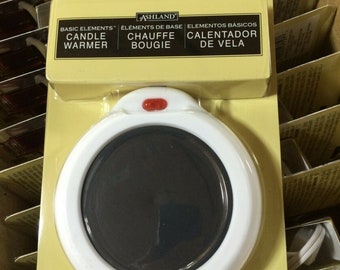 ASHLAND
BASIC ELEMENTS™ ÉLÉMENTS DE BASE ELEMENTOS BÁSICOS
CANDLE CHAUFFE CALENTADOR
WARMER BOUGIE DE VELA